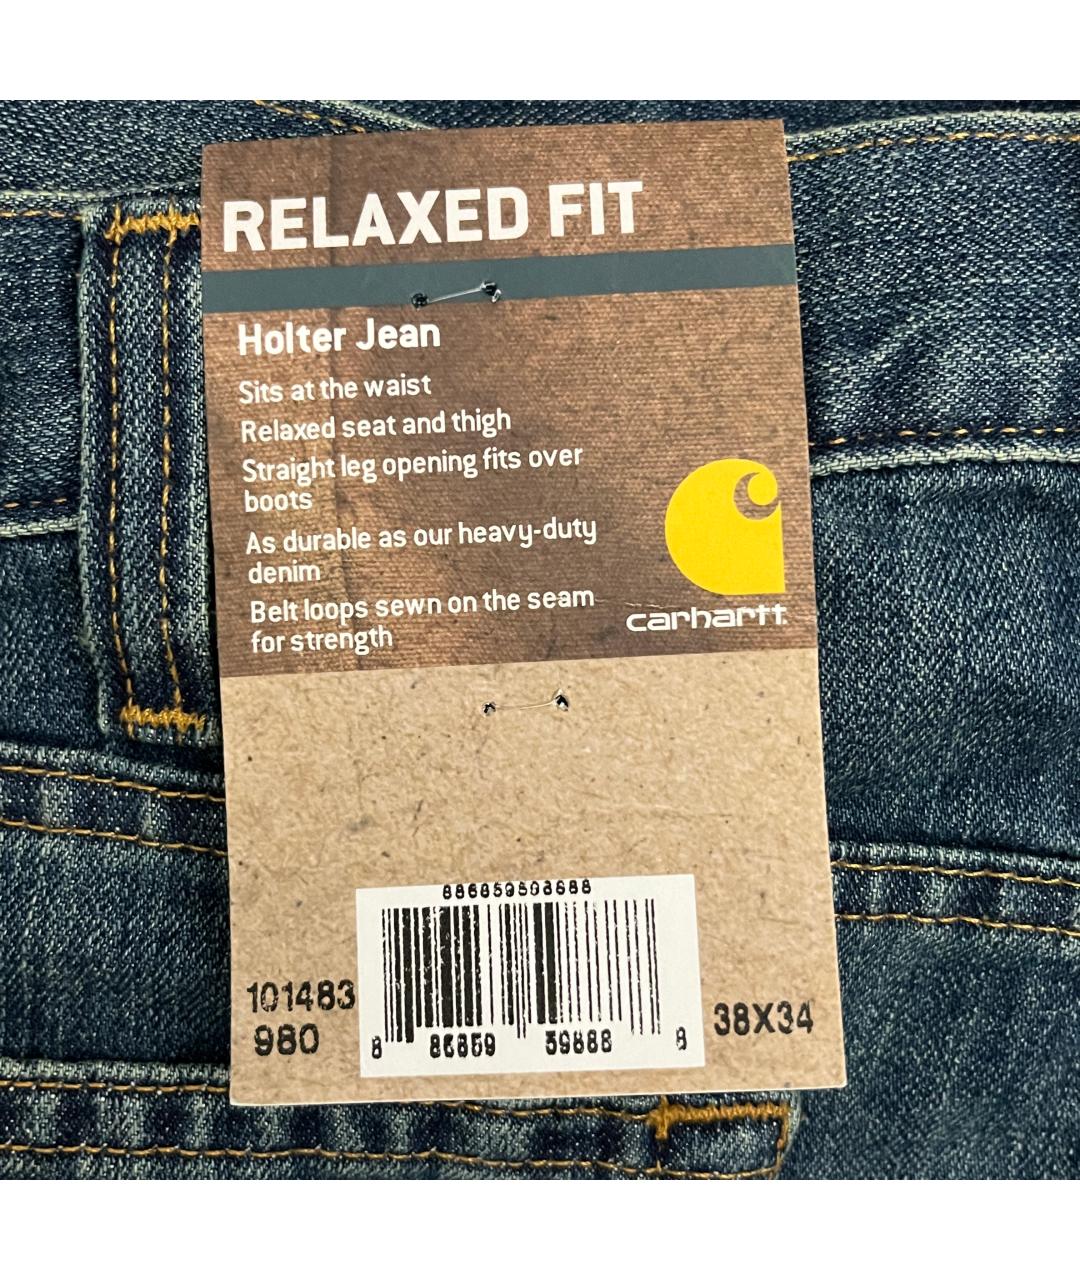 RELAXED FIT
Holter Jean
Sits at the waist
Relaxed seat and thigh
Straight leg opening fits over
boots
As durable as our heavy-duty
denim
Belt loops sewn on the seam
for strength
carhartt
101483
980
38X34